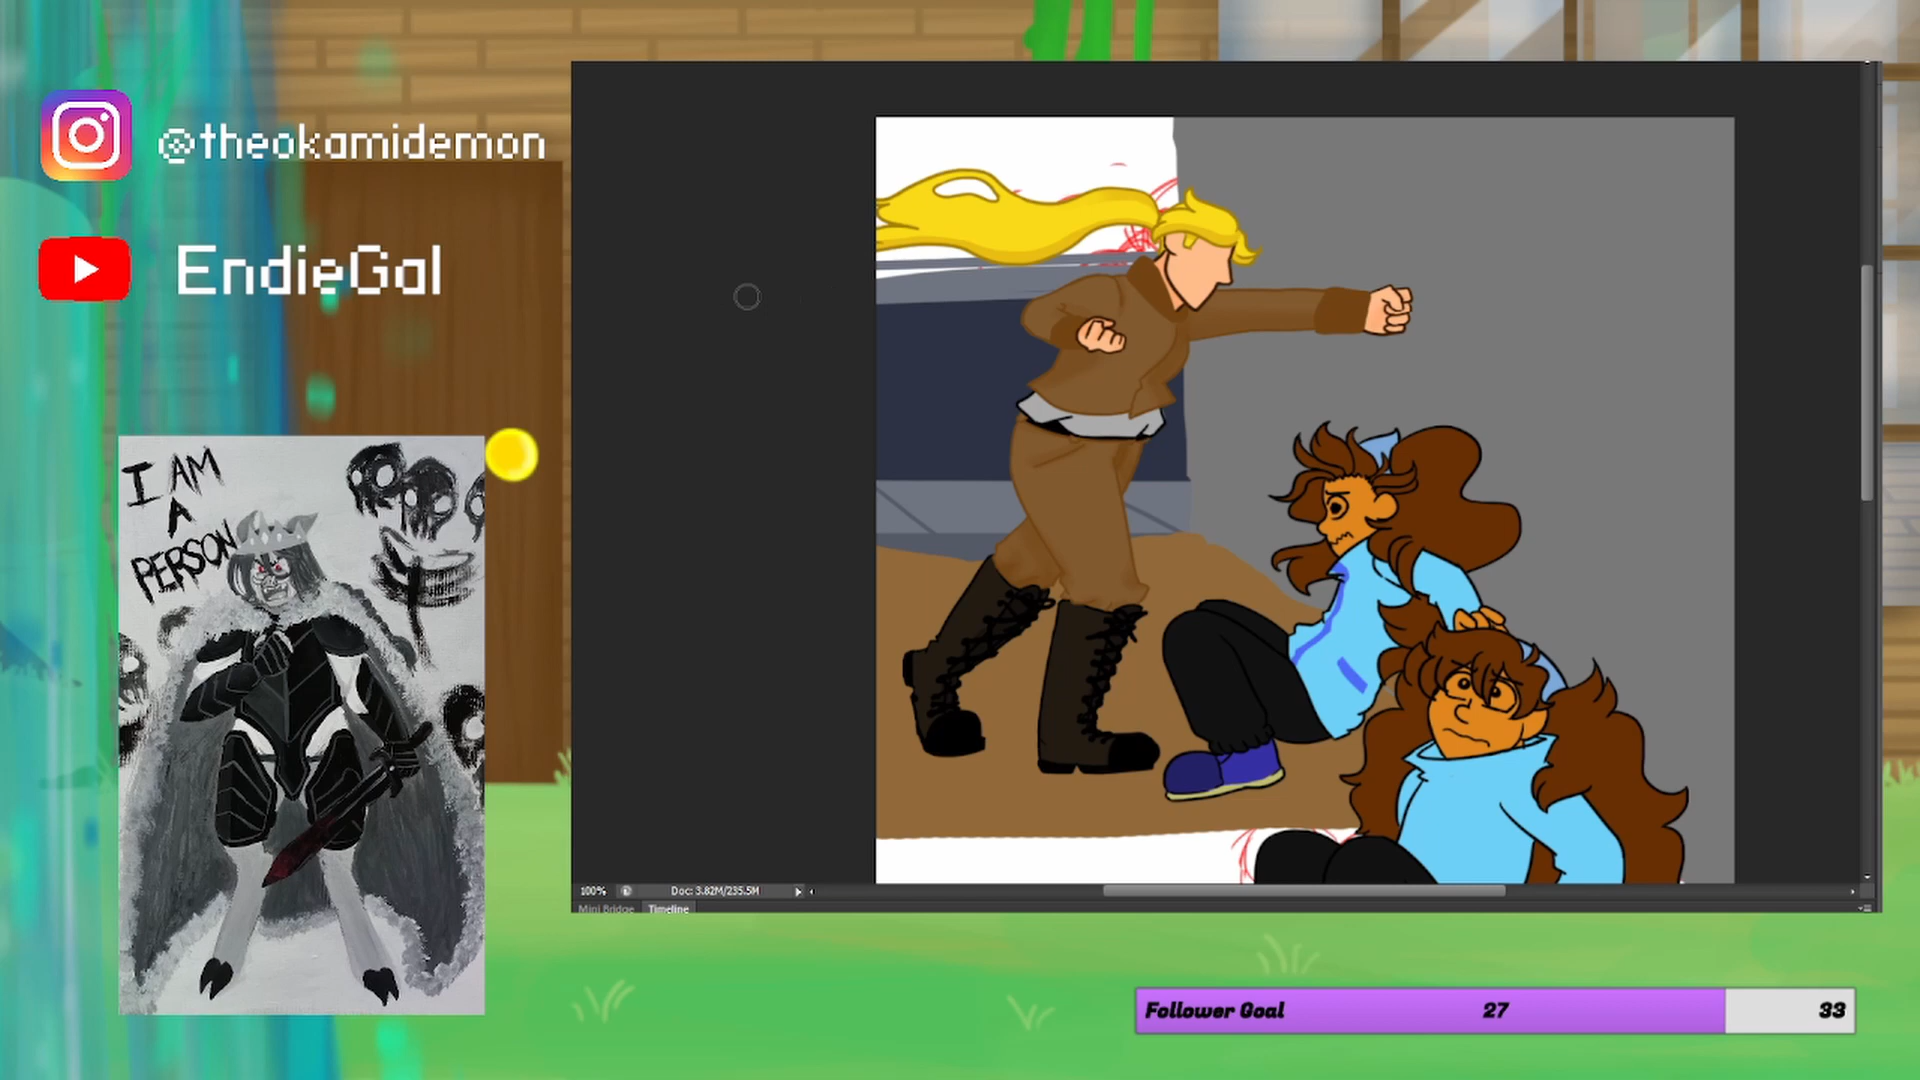 @theokamidemon
EndieGal
I AM
A
PERSON
100%
Doc: 3.82M/235.5M
Mini Bridge
Timeline
Follower Goal
27
33